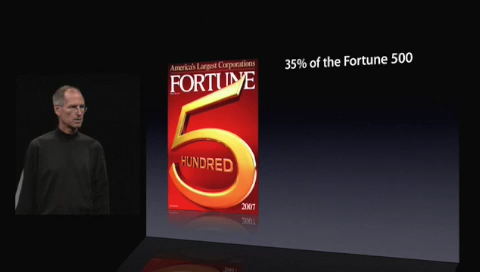 America's Largest Corporations
35% of the Fortune 500
FORTUNE
5
HUNDRED
2007